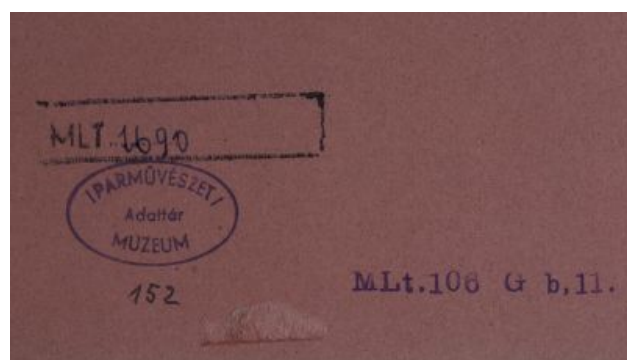 MLT. 1690
IPARMŰVÉSZETI
Adattár
MÚZEUM
152
MLt.106 G b.11.